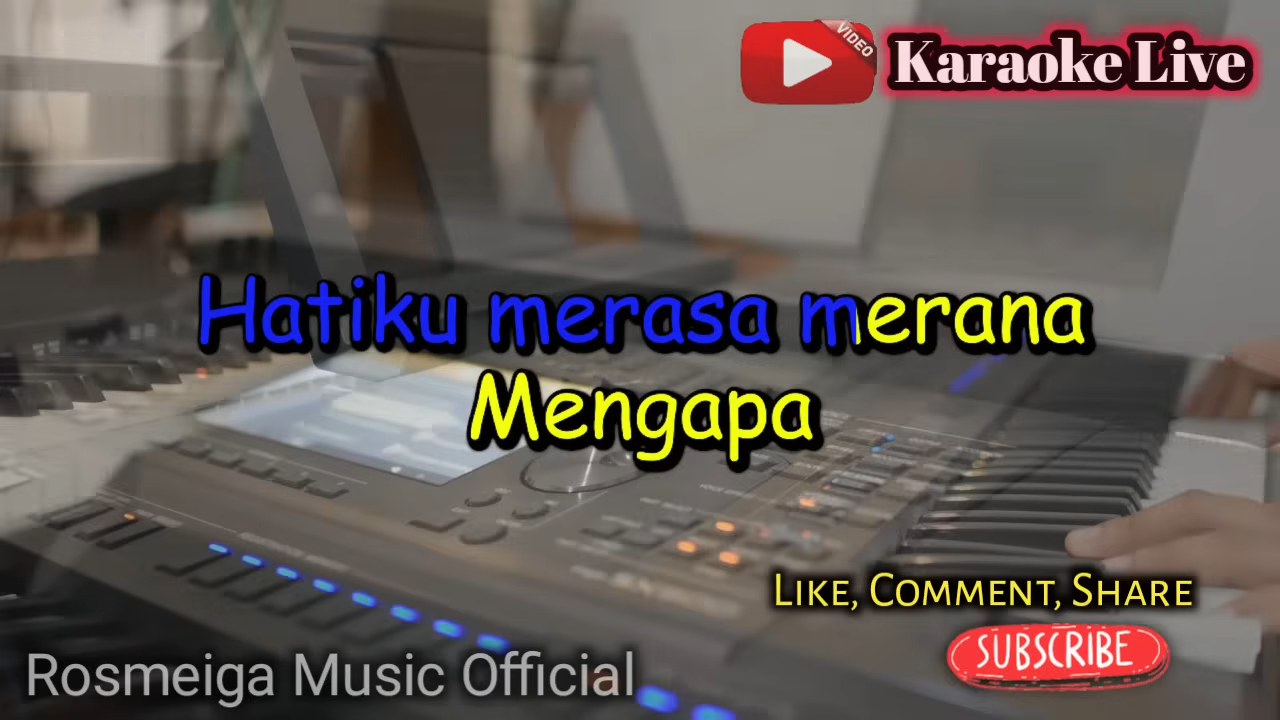 VIDEO
Karaoke Live
Hatiku merasa merana
Mengapa
Like, Comment, Share
SUBSCRIBE
Rosmeiga Music Official